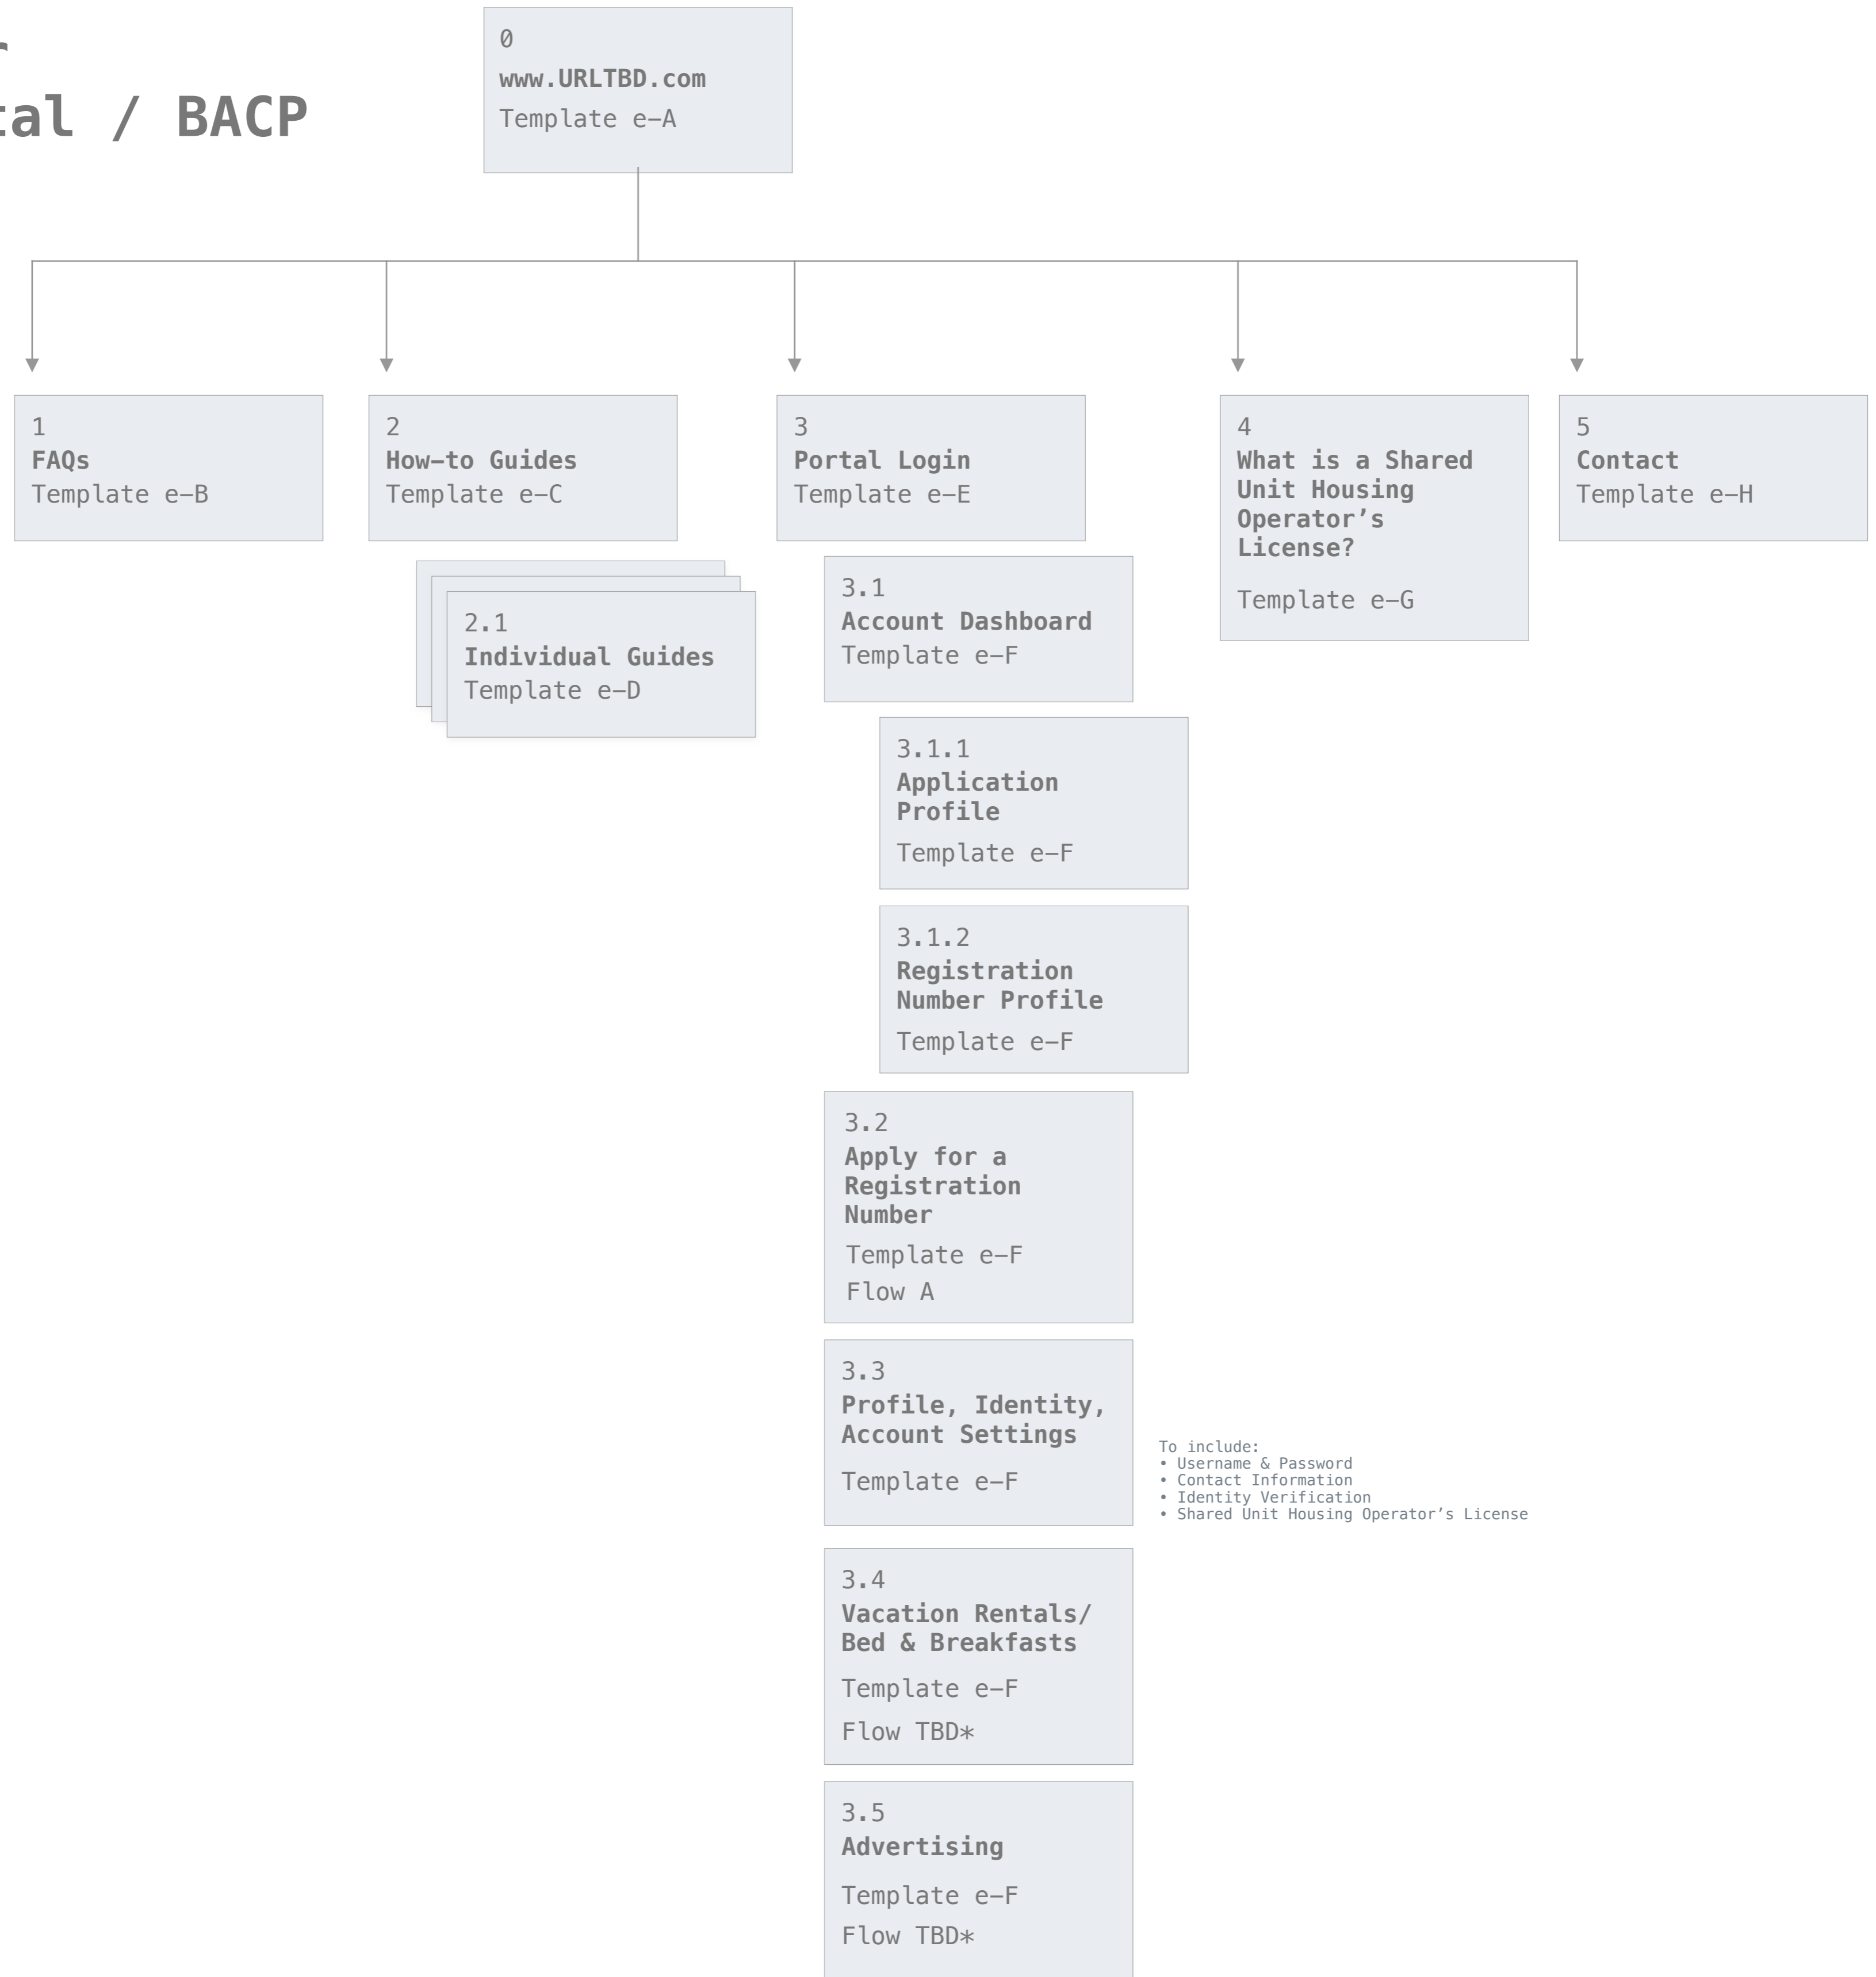 / BACP
0
www.URLTBD.com
Template e–A
1
FAQs
Template e–B
2
How–to Guides
Template e–C
2.1
Individual Guides
Template e–D
3
Portal Login
Template e–E
3.1
Account Dashboard
Template e–F
3.1.1
Application
Profile
Template e–F
3.1.2
Registration
Number Profile
Template e–F
3.2
Apply for a
Registration
Number
Template e–F
Flow A
3.3
Profile, Identity,
Account Settings
Template e–F
To include:
• Username & Password
• Contact Information
• Identity Verification
• Shared Unit Housing Operator’s License
3.4
Vacation Rentals/
Bed & Breakfasts
Template e–F
Flow TBD*
3.5
Advertising
Template e–F
Flow TBD*
4
What is a Shared
Unit Housing
Operator’s
License?
Template e–G
5
Contact
Template e–H